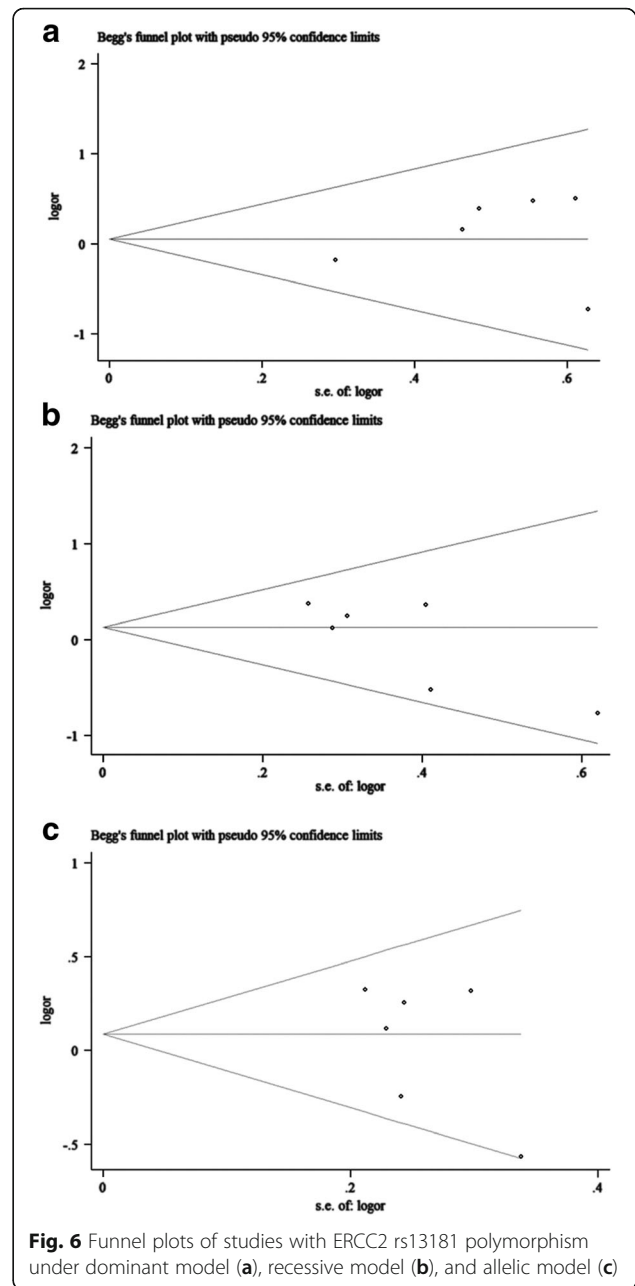 a
Begg's funnel plot with pseudo 95% confidence limits
2
1
0
-1
logor
0
.2
.4
.6
s.e. of: logor
b
Begg's funnel plot with pseudo 95% confidence limits
2
1
0
-1
logor
0
.2
.4
.6
s.e. of: logor
c
Begg's funnel plot with pseudo 95% confidence limits
1
.5
0
-.5
logor
0
.2
.4
s.e. of: logor
Fig. 6 Funnel plots of studies with ERCC2 rs13181 polymorphism
under dominant model (a), recessive model (b), and allelic model (c)